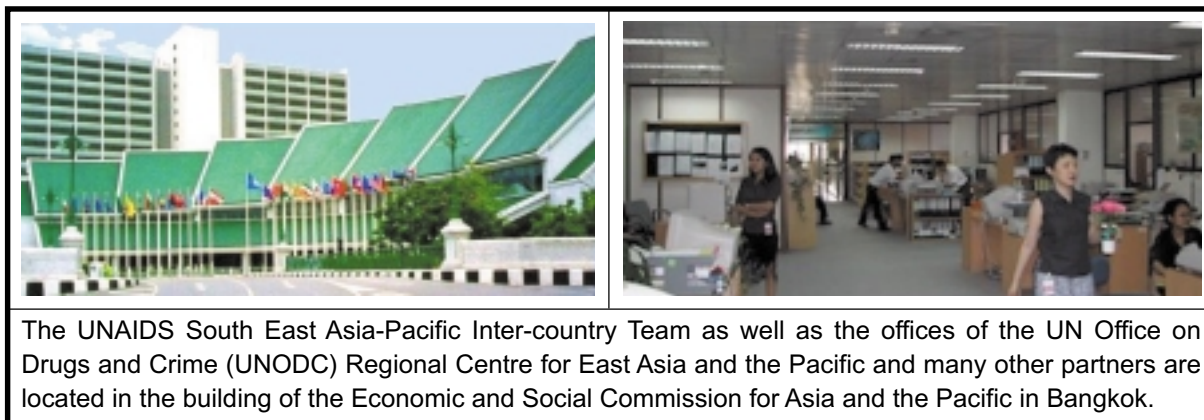 The UNAIDS South East Asia-Pacific Inter-country Team as well as the offices of the UN Office on
Drugs and Crime (UNODC) Regional Centre for East Asia and the Pacific and many other partners are
located in the building of the Economic and Social Commission for Asia and the Pacific in Bangkok.